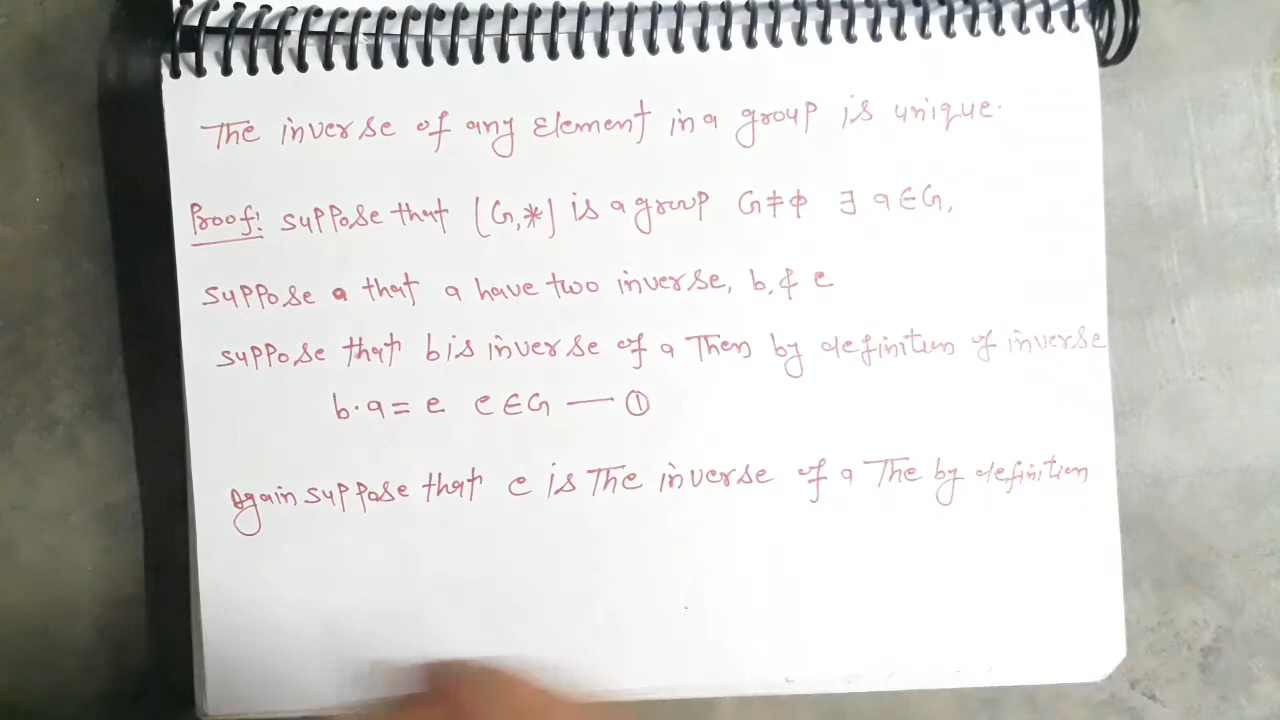 The inverse of any Element in a group is unique.
Proof: suppose that (G,*) is a group G≠φ ∃ a∈G,
suppose a that a have two inverse, b, & c
suppose that b is inverse of a Then by definition of inverse
b·a = e e∈G — ①
Again suppose that c is The inverse of a The by definition